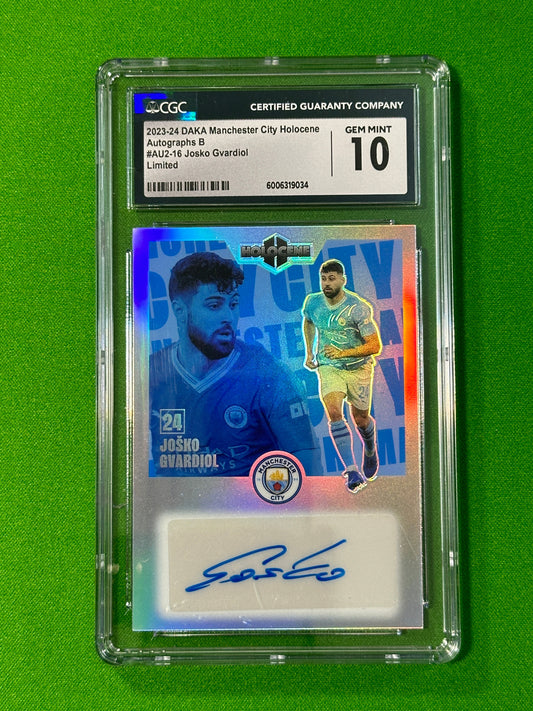 CGC
CERTIFIED GUARANTY COMPANY
2023-24 DAKA Manchester City Holocene
Autographs B
#AU2-16 Josko Gvardiol
Limited
GEM MINT
10
6006319034
HOLOCENE
CITY
24
JOŠKO
GVARDIOL
MANCHESTER
CITY